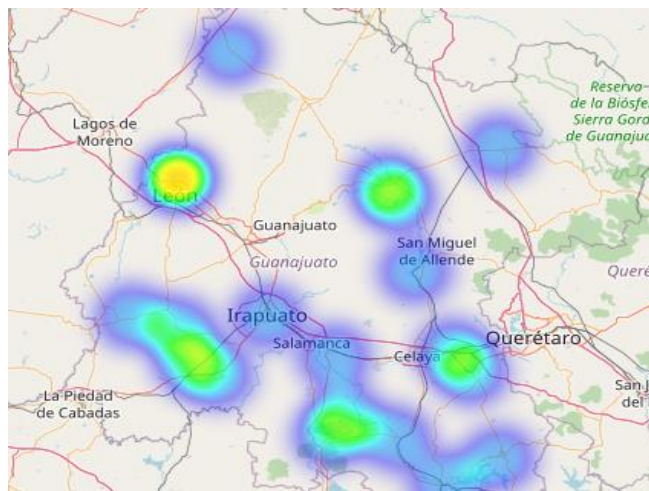 Reserva
de la Biósfe
Sierra Gord
de Guanajua
Lagos de
Moreno
León
Guanajuato
San Miguel
de Allende
Guanajuato
Queré
Irapuato
Salamanca
Querétaro
Celaya
La Piedad
de Cabadas
San J
del